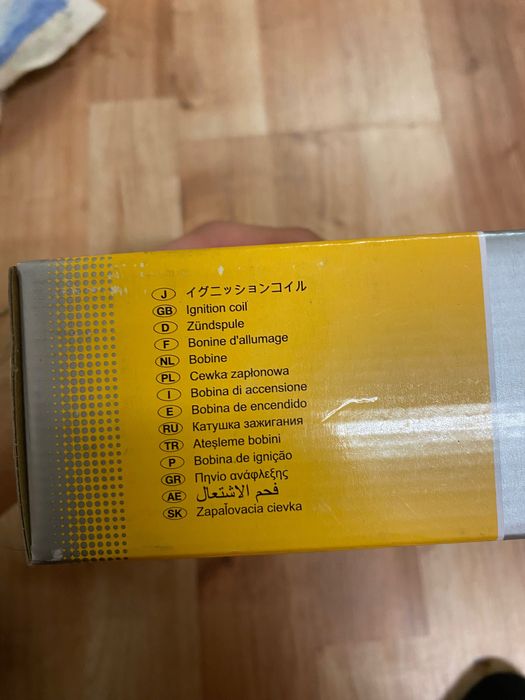 J イグニッションコイル
GB Ignition coil
D Zündspule
F Bonine d'allumage
NL Bobine
PL Cewka zapłonowa
I Bobina di accensione
E Bobina de encendido
RU Катушка зажигания
TR Ateşleme bobini
P Bobina de ignição
GR Πηνίο ανάφλεξης
AE فحم الاشتعال
SK Zapaľovacia cievka